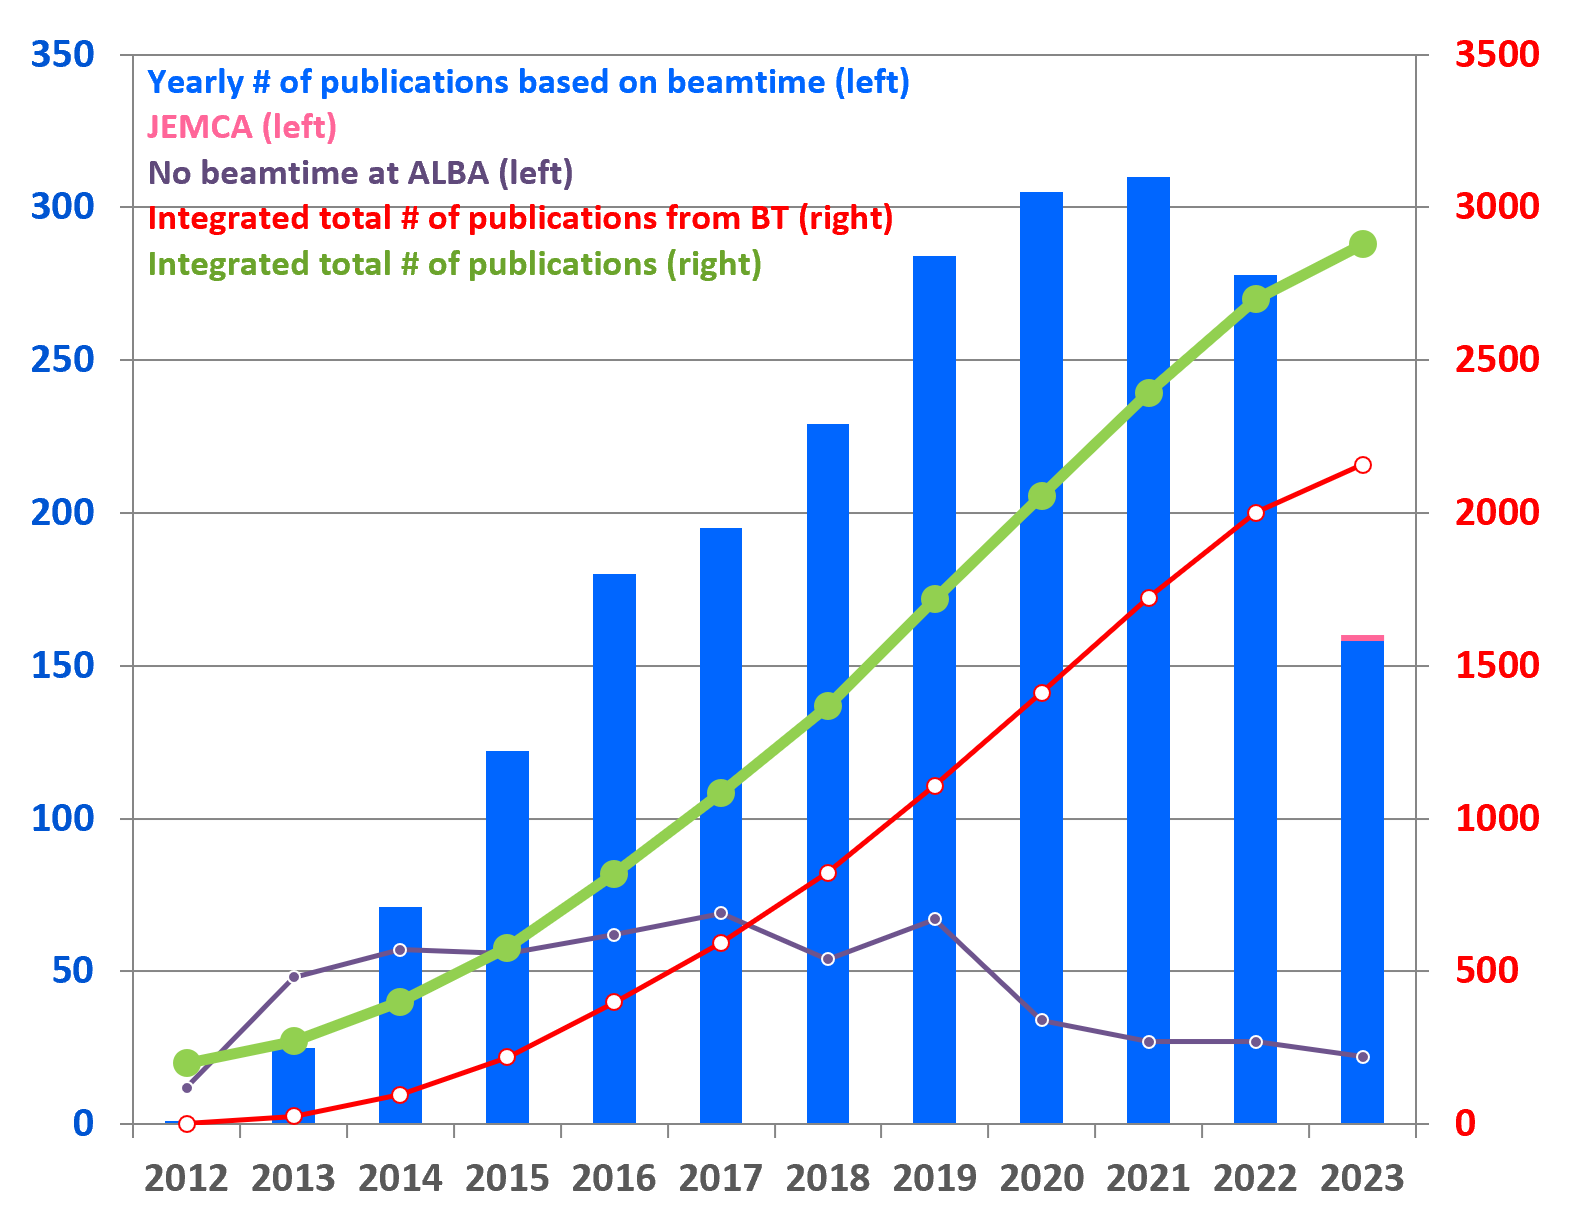 Yearly # of publications based on beamtime (left)
JEMCA (left)
No beamtime at ALBA (left)
Integrated total # of publications from BT (right)
Integrated total # of publications (right)
350
300
250
200
150
100
50
0
3500
3000
2500
2000
1500
1000
500
0
2012 2013 2014 2015 2016 2017 2018 2019 2020 2021 2022 2023